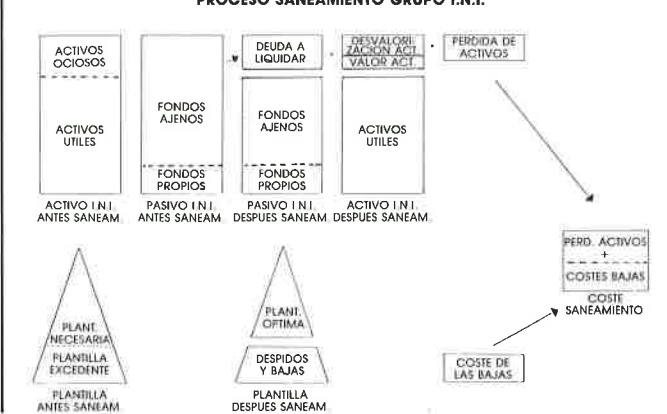 PROCESO SANEAMIENTO GRUPO I.N.I.
ACTIVOS
OCIOSOS
ACTIVOS
UTILES
ACTIVO I.N.I.
ANTES SANEAM.
FONDOS
AJENOS
FONDOS
PROPIOS
PASIVO I.N.I.
ANTES SANEAM.
DEUDA A
LIQUIDAR
FONDOS
AJENOS
FONDOS
PROPIOS
PASIVO I.N.I.
DESPUES SANEAM.
DESVALORI-
ZACION ACT.
VALOR ACT.
ACTIVOS
UTILES
ACTIVO I.N.I.
DESPUES SANEAM.
PERDIDA DE
ACTIVOS
PERD. ACTIVOS
+
COSTES BAJAS
COSTE
SANEAMIENTO
PLANT.
NECESARIA
PLANTILLA
EXCEDENTE
PLANTILLA
ANTES SANEAM.
PLANT.
OPTIMA
DESPIDOS
Y BAJAS
PLANTILLA
DESPUES SANEAM.
COSTE DE
LAS BAJAS